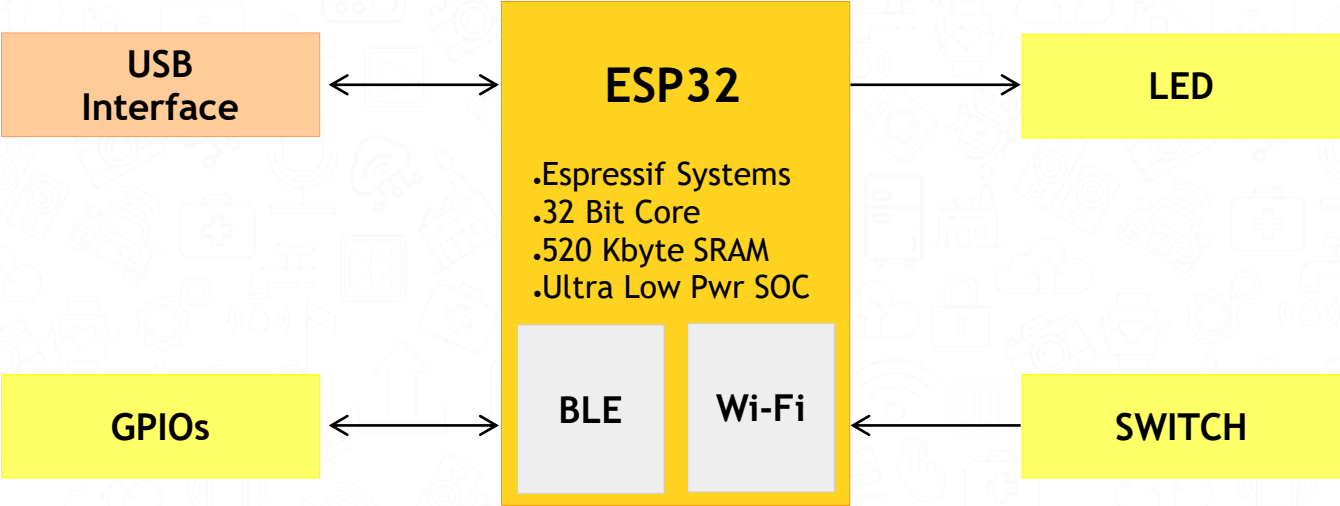 USB
Interface
ESP32
LED
.Espressif Systems
.32 Bit Core
.520 Kbyte SRAM
.Ultra Low Pwr SOC
GPIOs
BLE
Wi-Fi
SWITCH